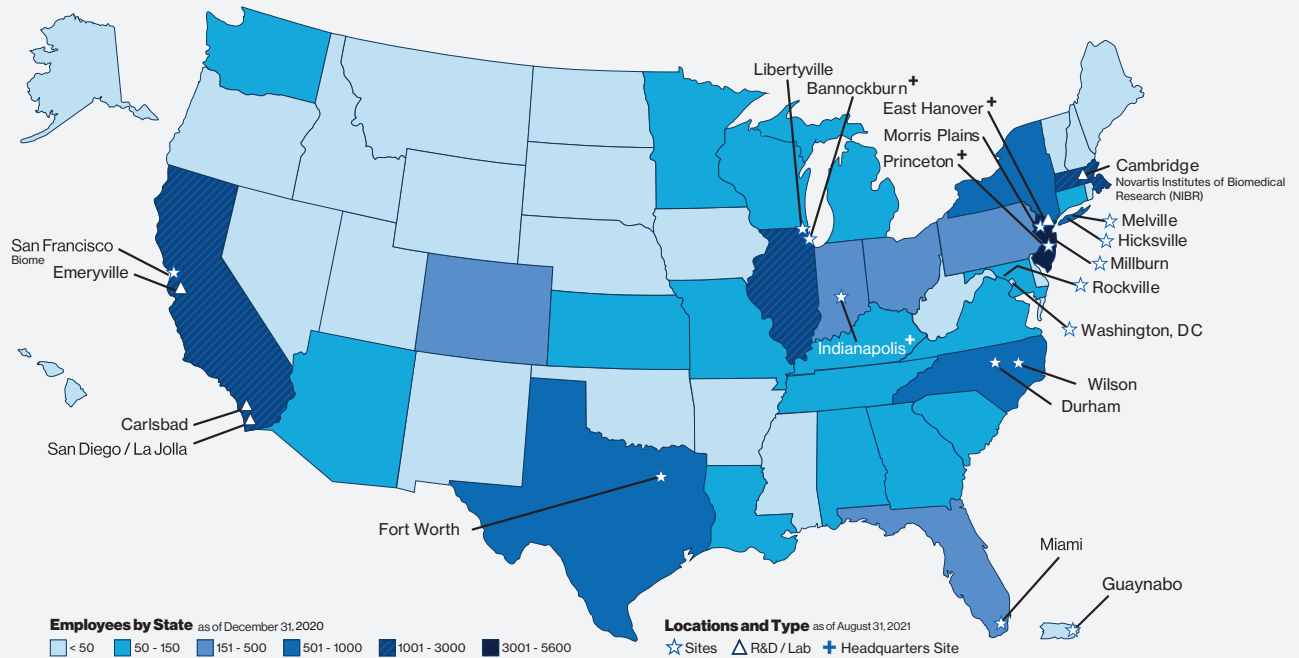 Libertyville
Bannockburn+
East Hanover+
Morris Plains
Princeton+
Cambridge
Novartis Institutes of Biomedical
Research (NIBR)
Melville
Hicksville
Millburn
Rockville
Washington, DC
San Francisco
Biome
Emeryville
Indianapolis+
Wilson
Durham
Carlsbad
San Diego / La Jolla
Fort Worth
Miami
Guaynabo
Employees by State as of December 31, 2020
< 50 50 - 150 151 - 500 501 - 1000 1001 - 3000 3001 - 5600
Locations and Type as of August 31, 2021
Sites R&D / Lab + Headquarters Site